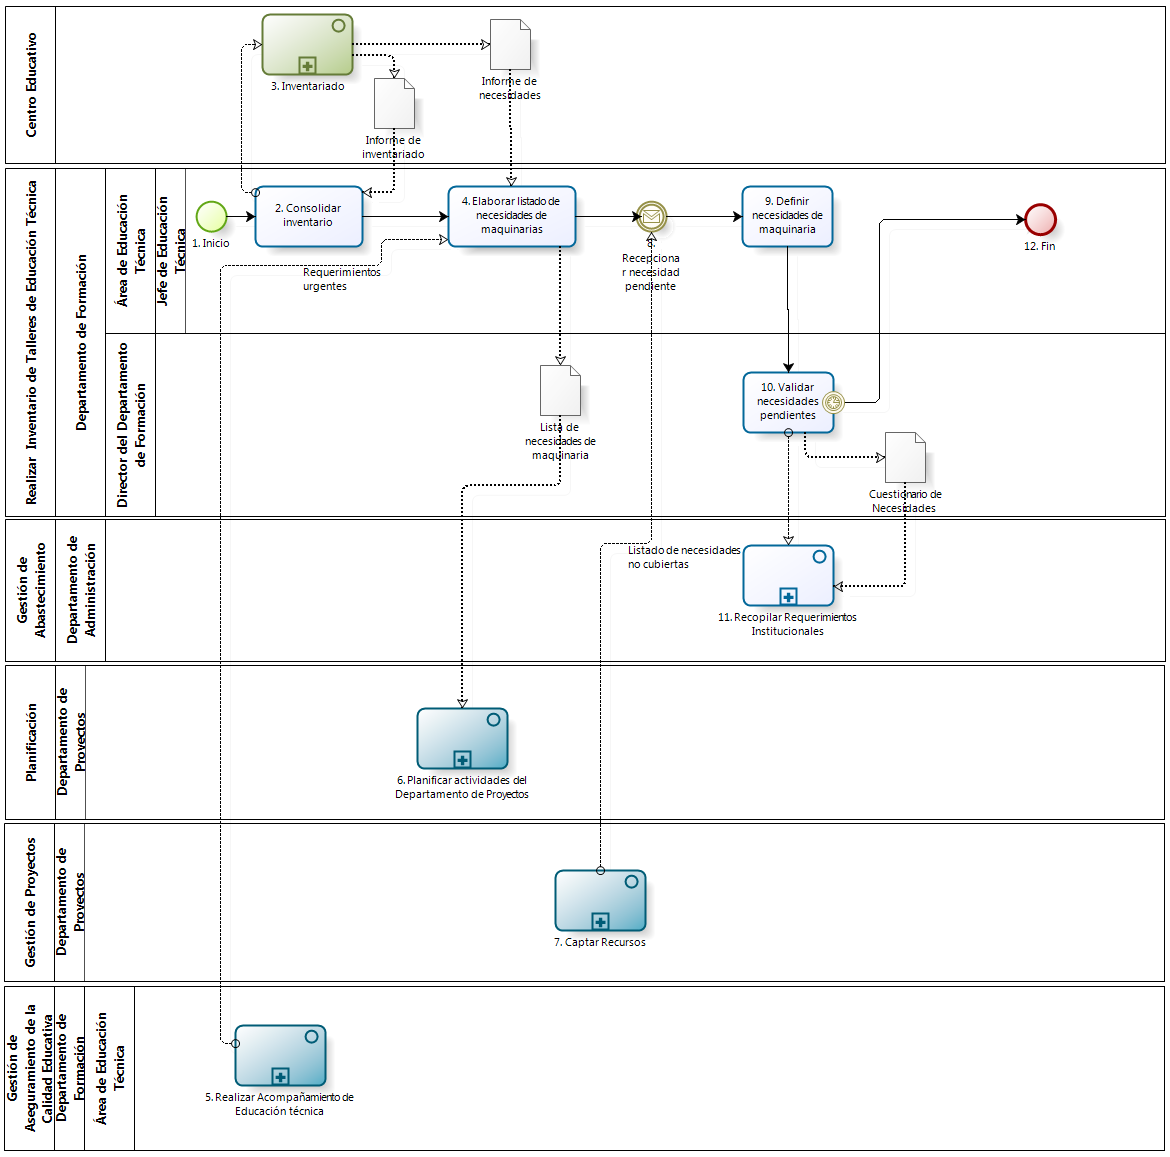 Centro Educativo
3. Inventariado
Informe de
necesidades
Informe de
inventariado
Realizar Inventario de Talleres de Educación Técnica
Departamento de Formación
Área de Educación
Técnica
Jefe de Educación
Técnica
1. Inicio
2. Consolidar
inventario
4. Elaborar listado de
necesidades de
maquinarias
8.
Recepciona
r necesidad
pendiente
9. Definir
necesidades de
maquinaria
12. Fin
Requerimientos
urgentes
Director del Departamento
de Formación
Lista de
necesidades de
maquinaria
10. Validar
necesidades
pendientes
Cuestionario de
Necesidades
Gestión de
Abastecimiento
Departamento de
Administración
Listado de necesidades
no cubiertas
11. Recopilar Requerimientos
Institucionales
Planificación
Departamento de
Proyectos
6. Planificar actividades del
Departamento de Proyectos
Gestión de Proyectos
Departamento de
Proyectos
7. Captar Recursos
Gestión de
Aseguramiento de la
Calidad Educativa
Departamento de
Formación
Área de Educación
Técnica
5. Realizar Acompañamiento de
Educación técnica